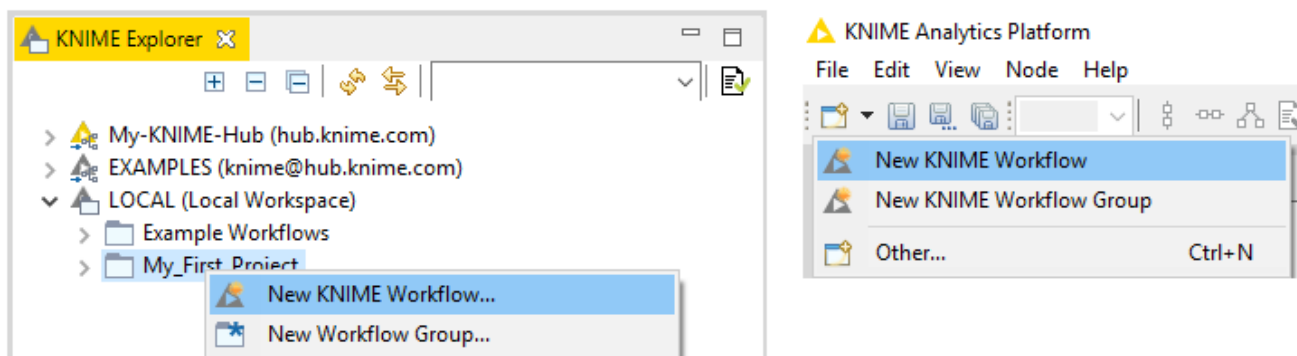 KNIME Explorer
My-KNIME-Hub (hub.knime.com)
EXAMPLES (knime@hub.knime.com)
LOCAL (Local Workspace)
Example Workflows
My_First_Project
New KNIME Workflow...
New Workflow Group...
KNIME Analytics Platform
File Edit View Node Help
New KNIME Workflow
New KNIME Workflow Group
Other... Ctrl+N